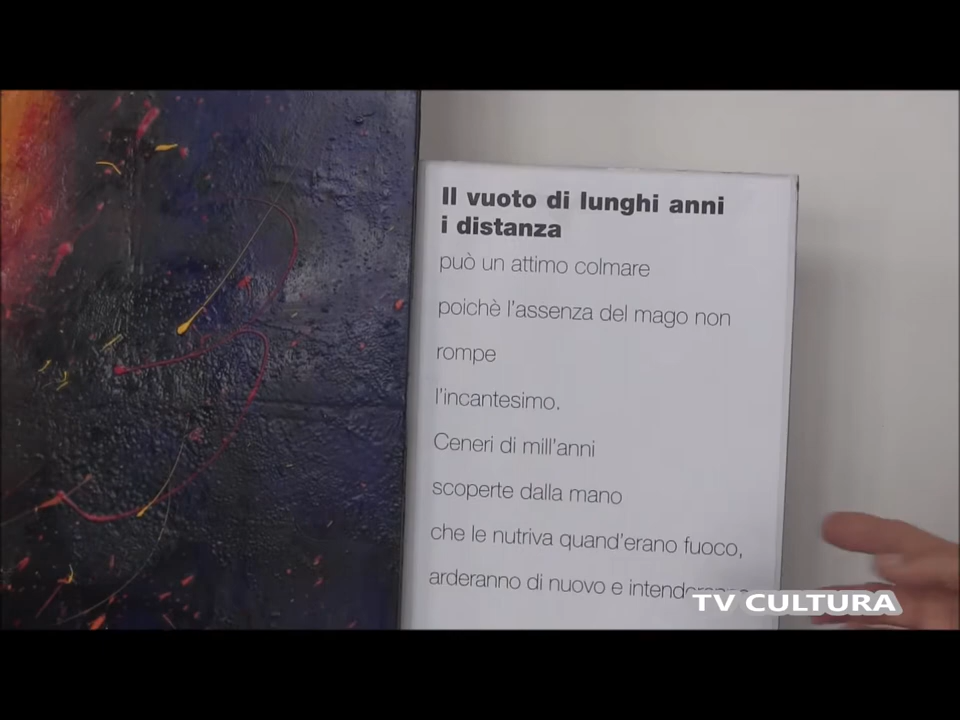 Il vuoto di lunghi anni
i distanza
può un attimo colmare
poichè l'assenza del mago non
rompe
l'incantesimo.
Ceneri di mill'anni
scoperte dalla mano
che le nutriva quand'erano fuoco,
arderanno di nuovo e
TV CULTURA